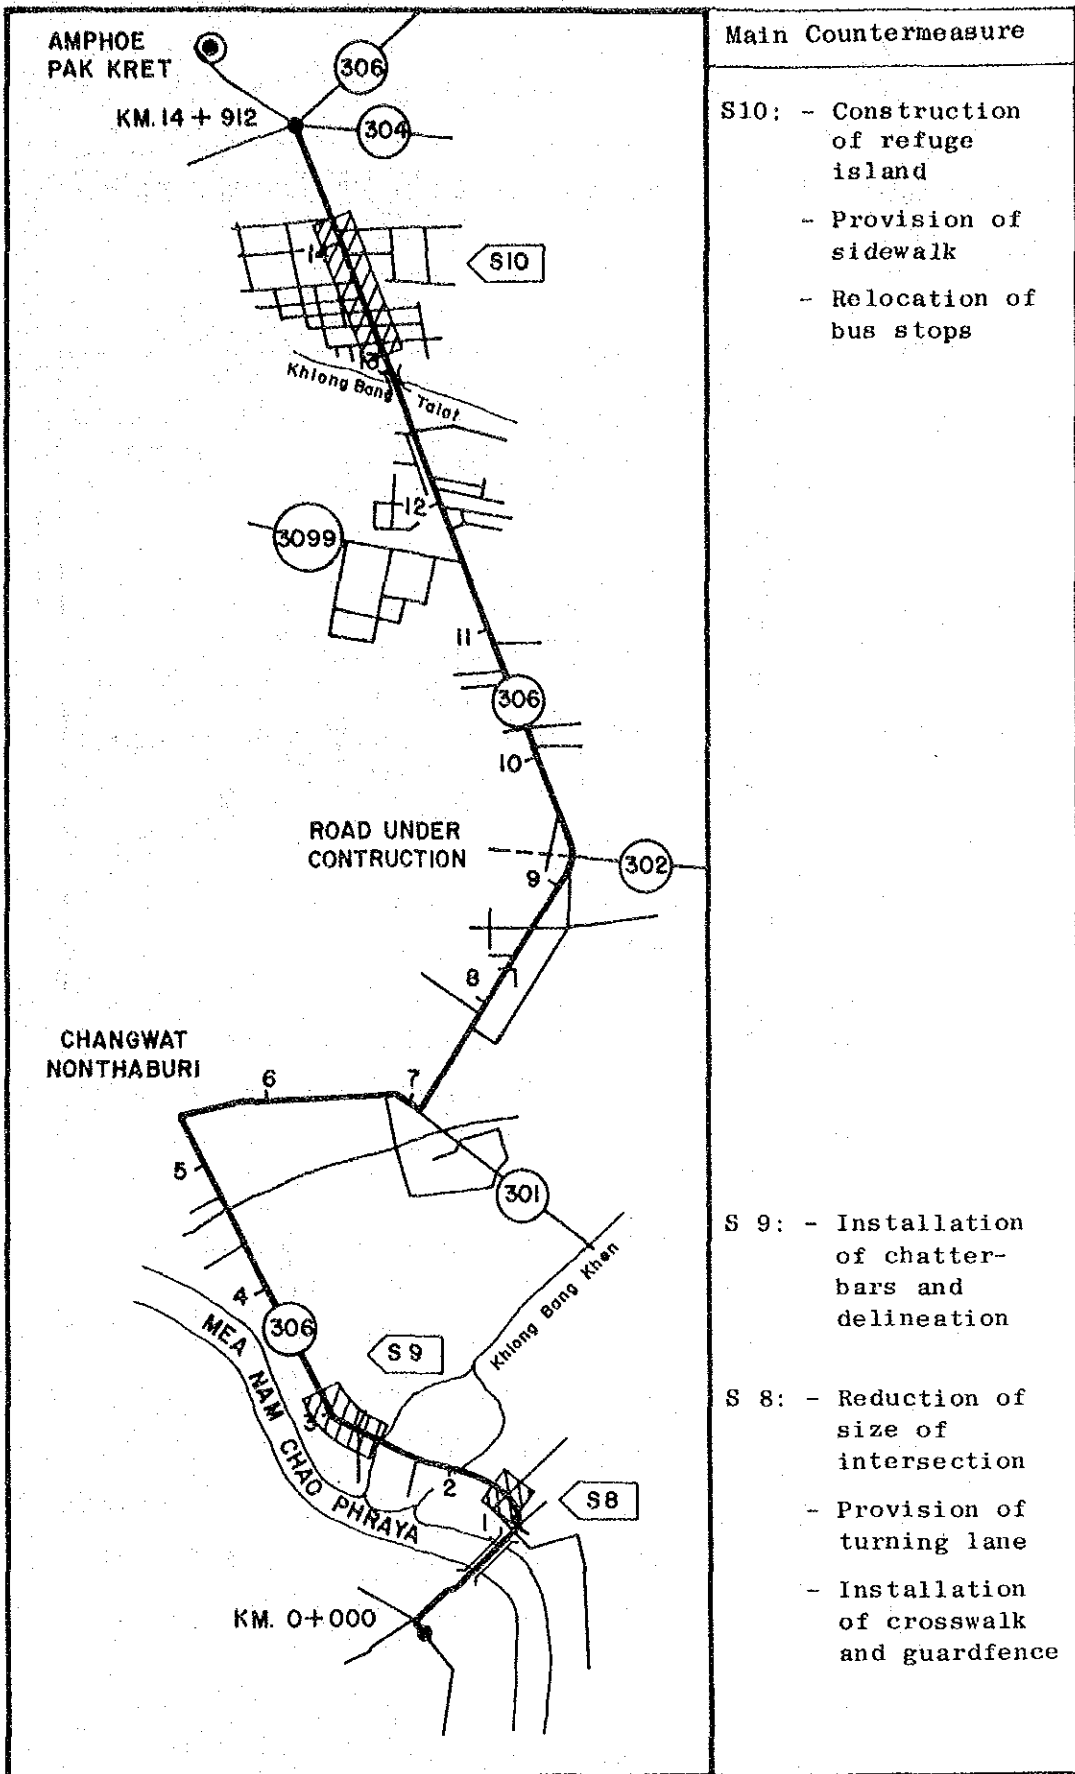 AMPHOE
PAK KRET
306
KM. 14 + 912
304
14
S10
13
Khlong Bang Talat
12
3099
11
306
10
ROAD UNDER
CONTRUCTION
302
9
8
CHANGWAT
NONTHABURI
6
7
5
301
Khlong Bang Khen
4
306
MEA NAM CHAO PHRAYA
S 9
3
2
S 8
1
KM. 0+000
Main Countermeasure
S10: - Construction
of refuge
island
- Provision of
sidewalk
- Relocation of
bus stops
S 9: - Installation
of chatter-
bars and
delineation
S 8: - Reduction of
size of
intersection
- Provision of
turning lane
- Installation
of crosswalk
and guardfence